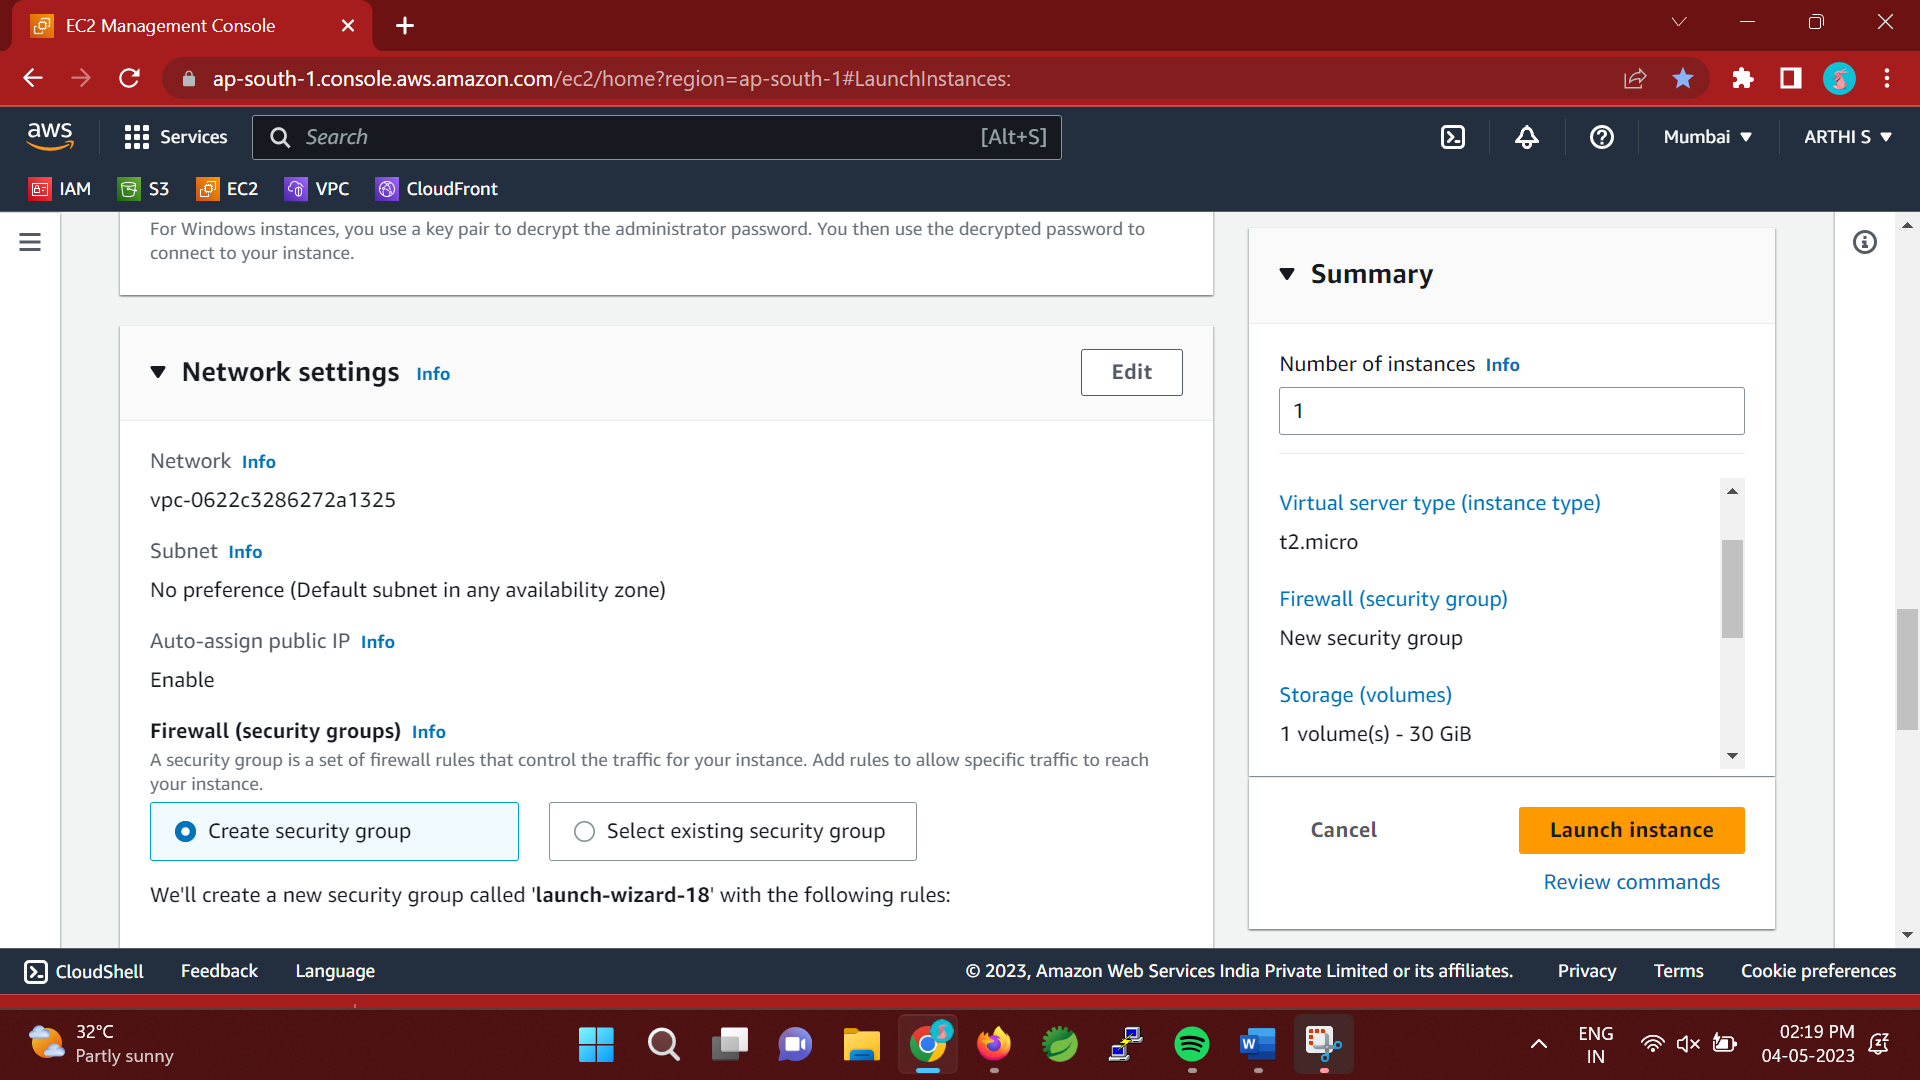 EC2 Management Console
ap-south-1.console.aws.amazon.com/ec2/home?region=ap-south-1#LaunchInstances:
aws
Services
Search
[Alt+S]
Mumbai
ARTHI S
IAM
S3
EC2
VPC
CloudFront
For Windows instances, you use a key pair to decrypt the administrator password. You then use the decrypted password to
connect to your instance.
Network settings Info
Edit
Network Info
vpc-0622c3286272a1325
Subnet Info
No preference (Default subnet in any availability zone)
Auto-assign public IP Info
Enable
Firewall (security groups) Info
A security group is a set of firewall rules that control the traffic for your instance. Add rules to allow specific traffic to reach
your instance.
Create security group
Select existing security group
We'll create a new security group called 'launch-wizard-18' with the following rules:
Summary
Number of instances Info
1
Virtual server type (instance type)
t2.micro
Firewall (security group)
New security group
Storage (volumes)
1 volume(s) - 30 GiB
Cancel
Launch instance
Review commands
CloudShell
Feedback
Language
© 2023, Amazon Web Services India Private Limited or its affiliates.
Privacy
Terms
Cookie preferences
32°C
Partly sunny
W
ENG
IN
02:19 PM
04-05-2023